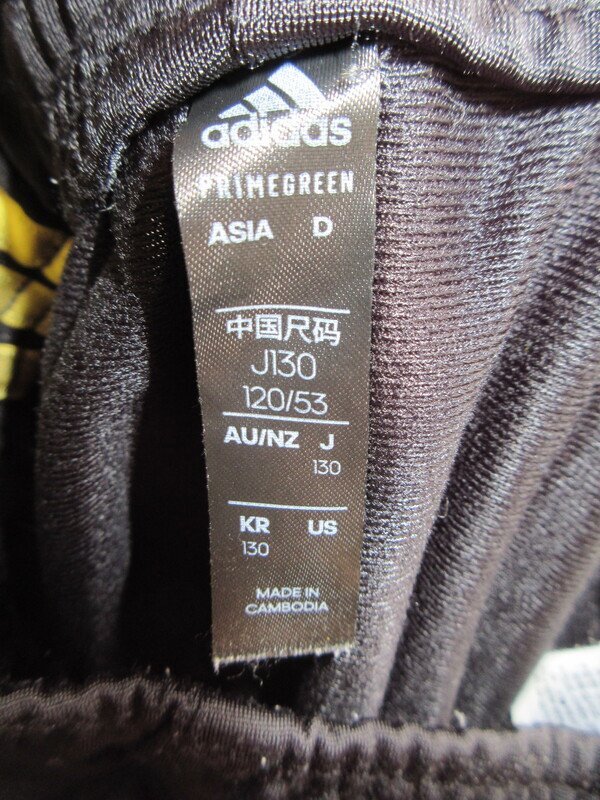 adidas
PRIMEGREEN
ASIA D
中国尺码
J130
120/53
AU/NZ J
130
KR US
130
MADE IN
CAMBODIA